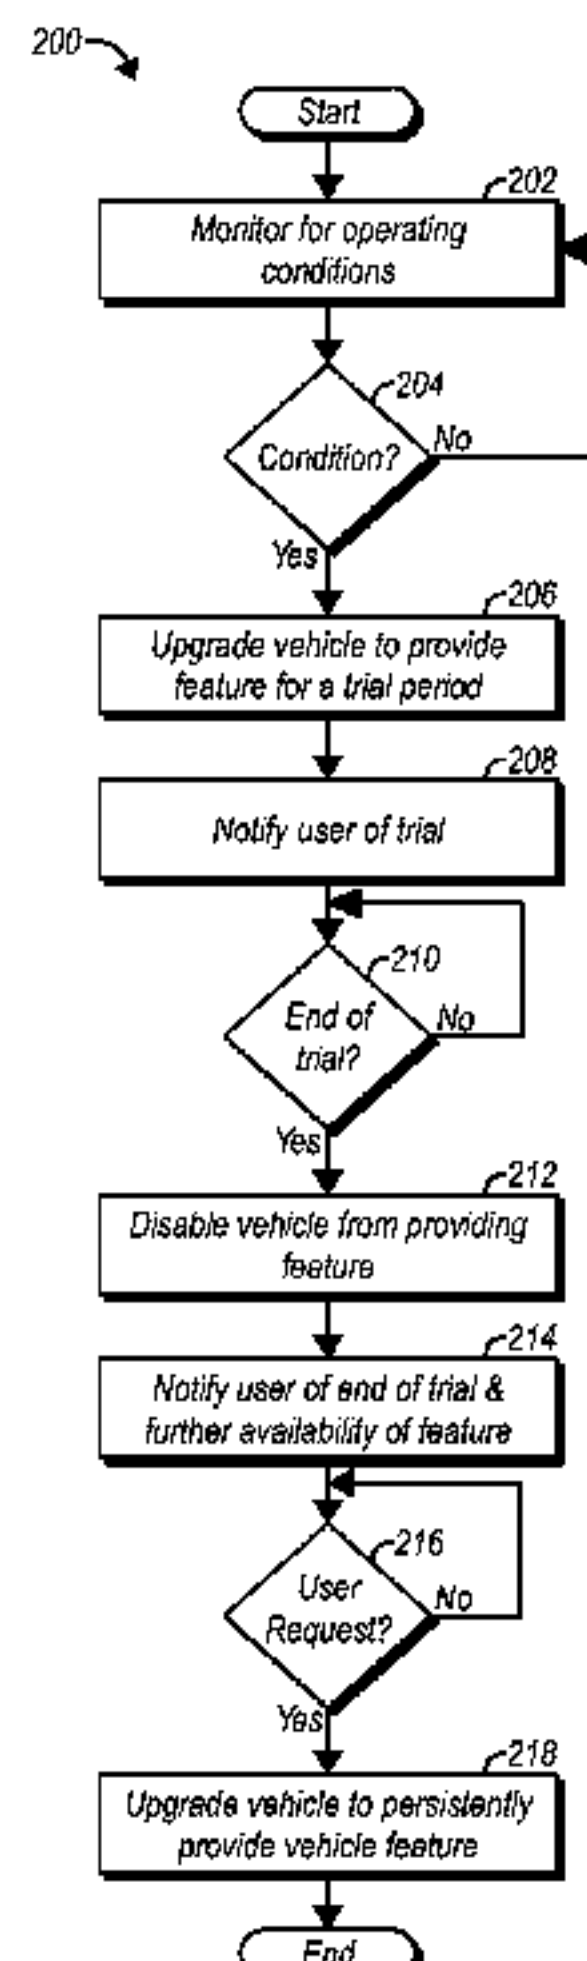 200
Start
202
Monitor for operating
conditions
204
Condition?
No
Yes
206
Upgrade vehicle to provide
feature for a trial period
208
Notify user of trial
210
End of
trial?
No
Yes
212
Disable vehicle from providing
feature
214
Notify user of end of trial &
further availability of feature
216
User
Request?
No
Yes
218
Upgrade vehicle to persistently
provide vehicle feature
End